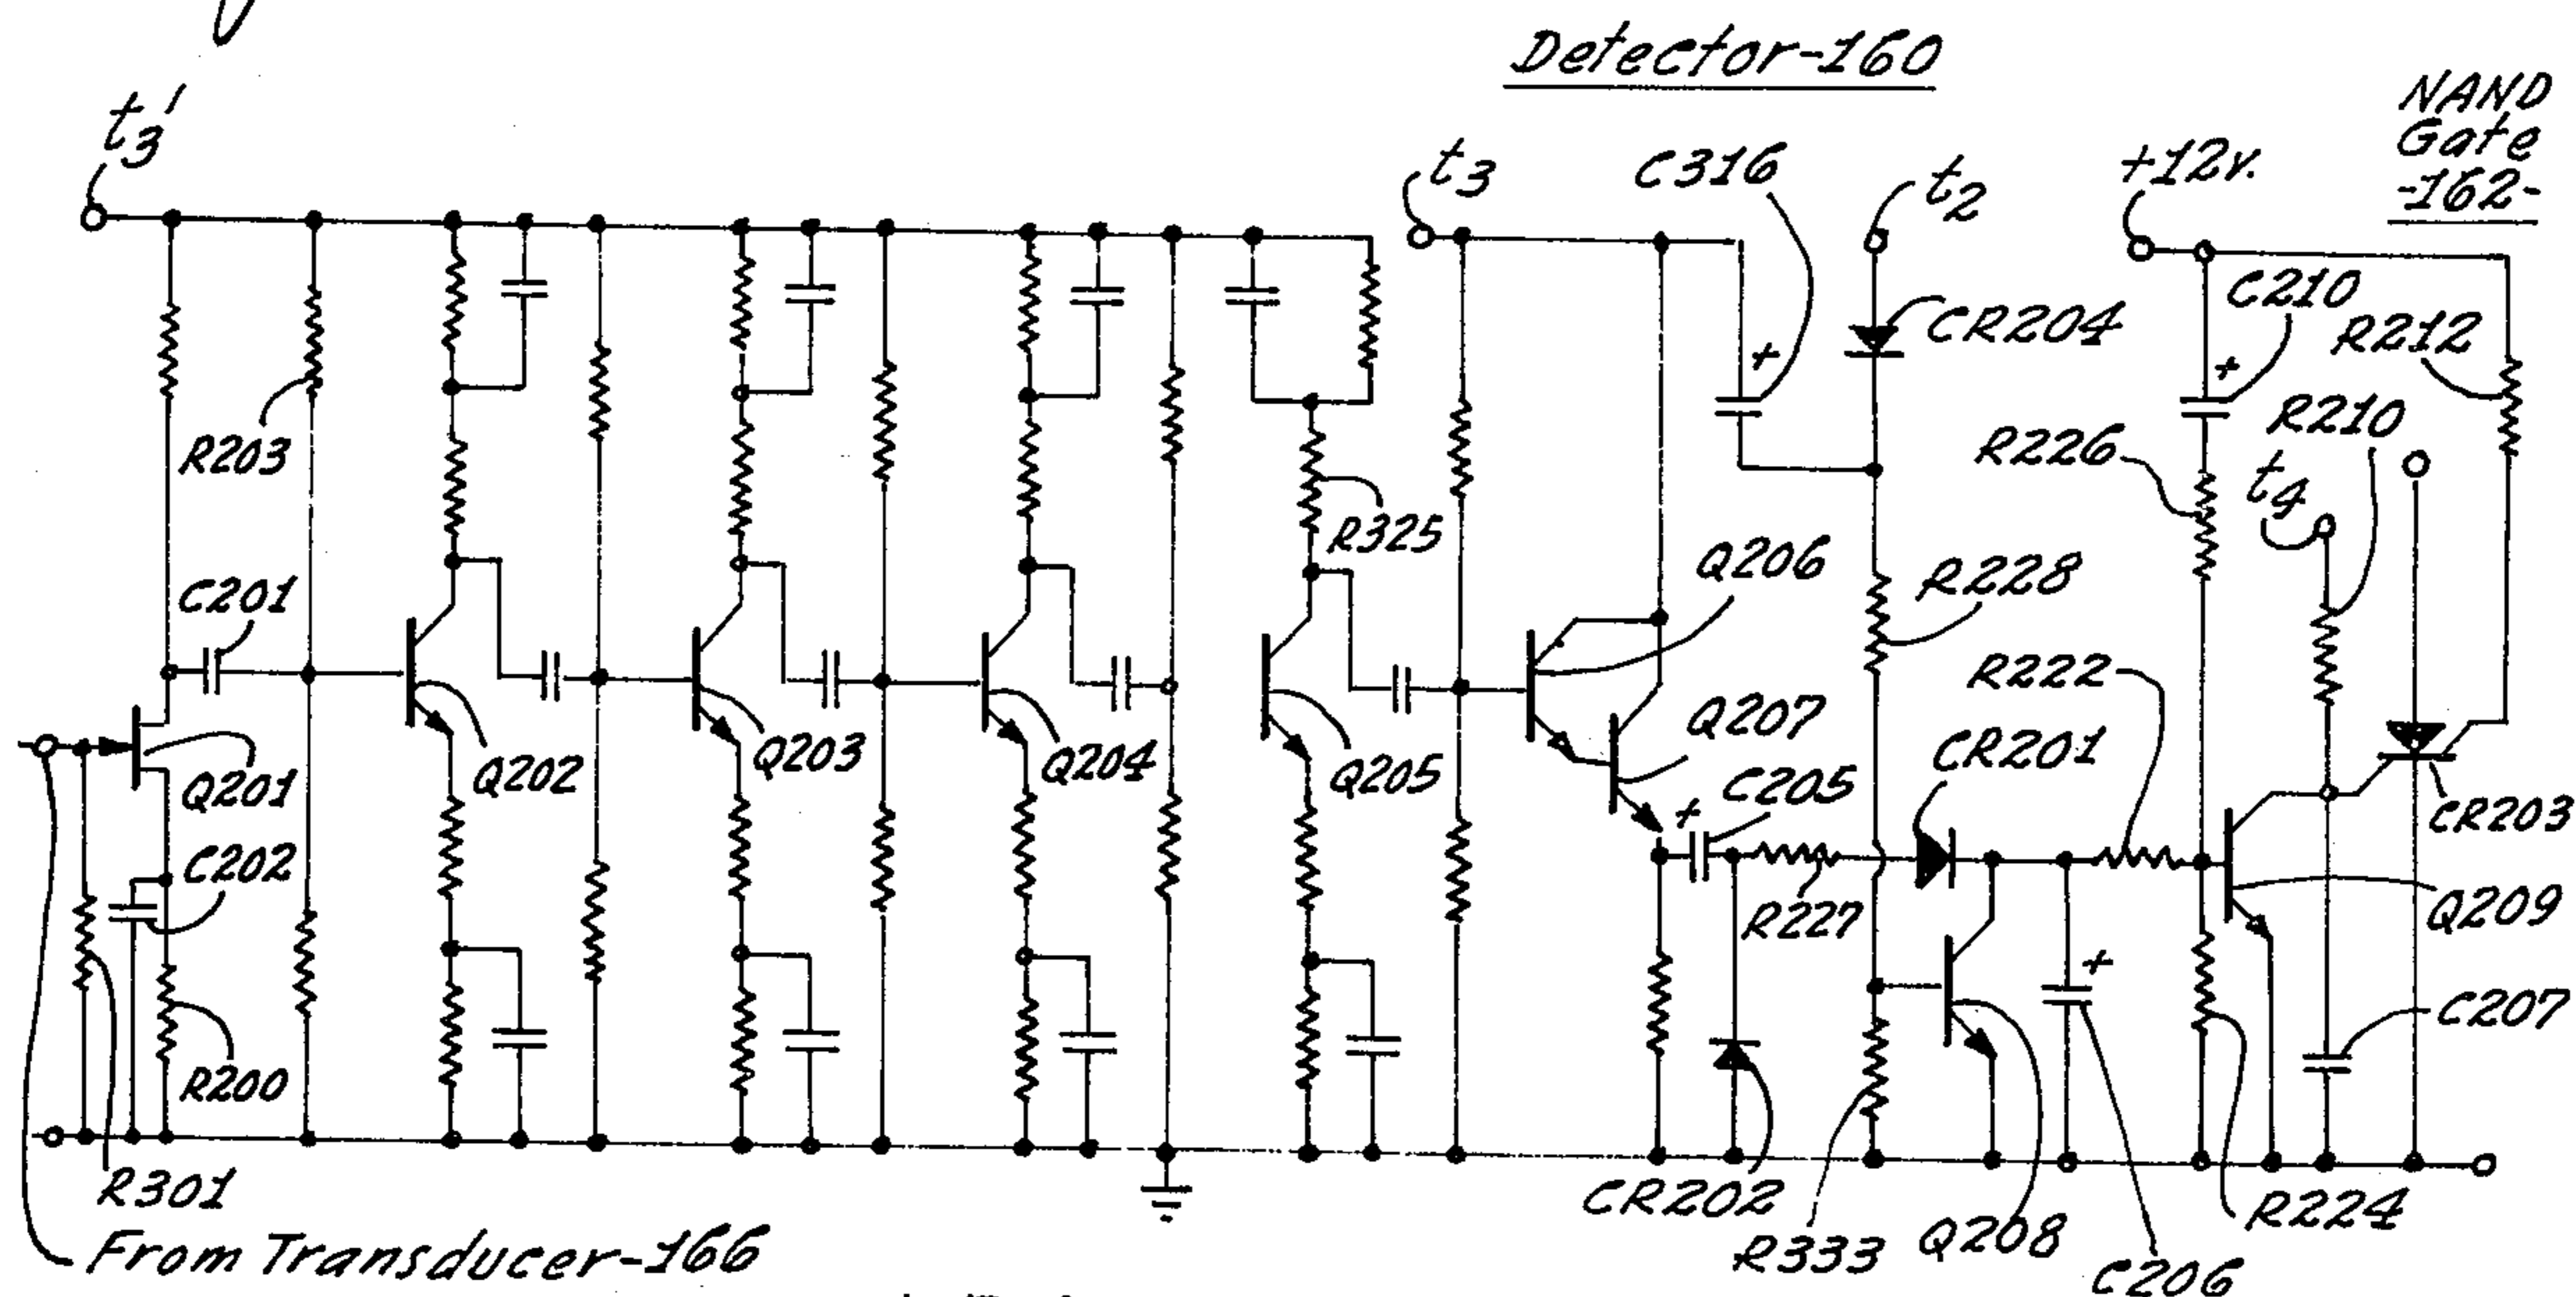 Detector-160
NAND
Gate
-162-
t3'
t3
C316
t2
+12v.
C210
CR204
R212
R210
R203
R226
t4
R325
Q206
R228
C201
R222
Q207
CR201
Q201
Q202
Q203
Q204
Q205
C205
CR203
C202
R227
Q209
R200
C207
R301
CR202
R333
Q208
R224
C206
From Transducer-166